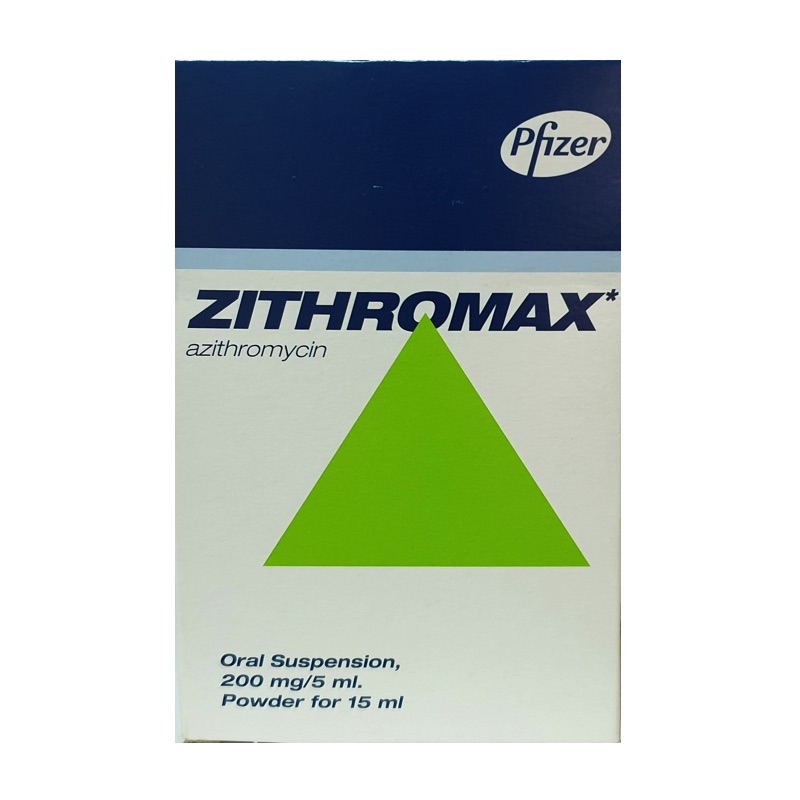 Pfizer
ZITHROMAX*
azithromycin
Oral Suspension,
200 mg/5 ml.
Powder for 15 ml